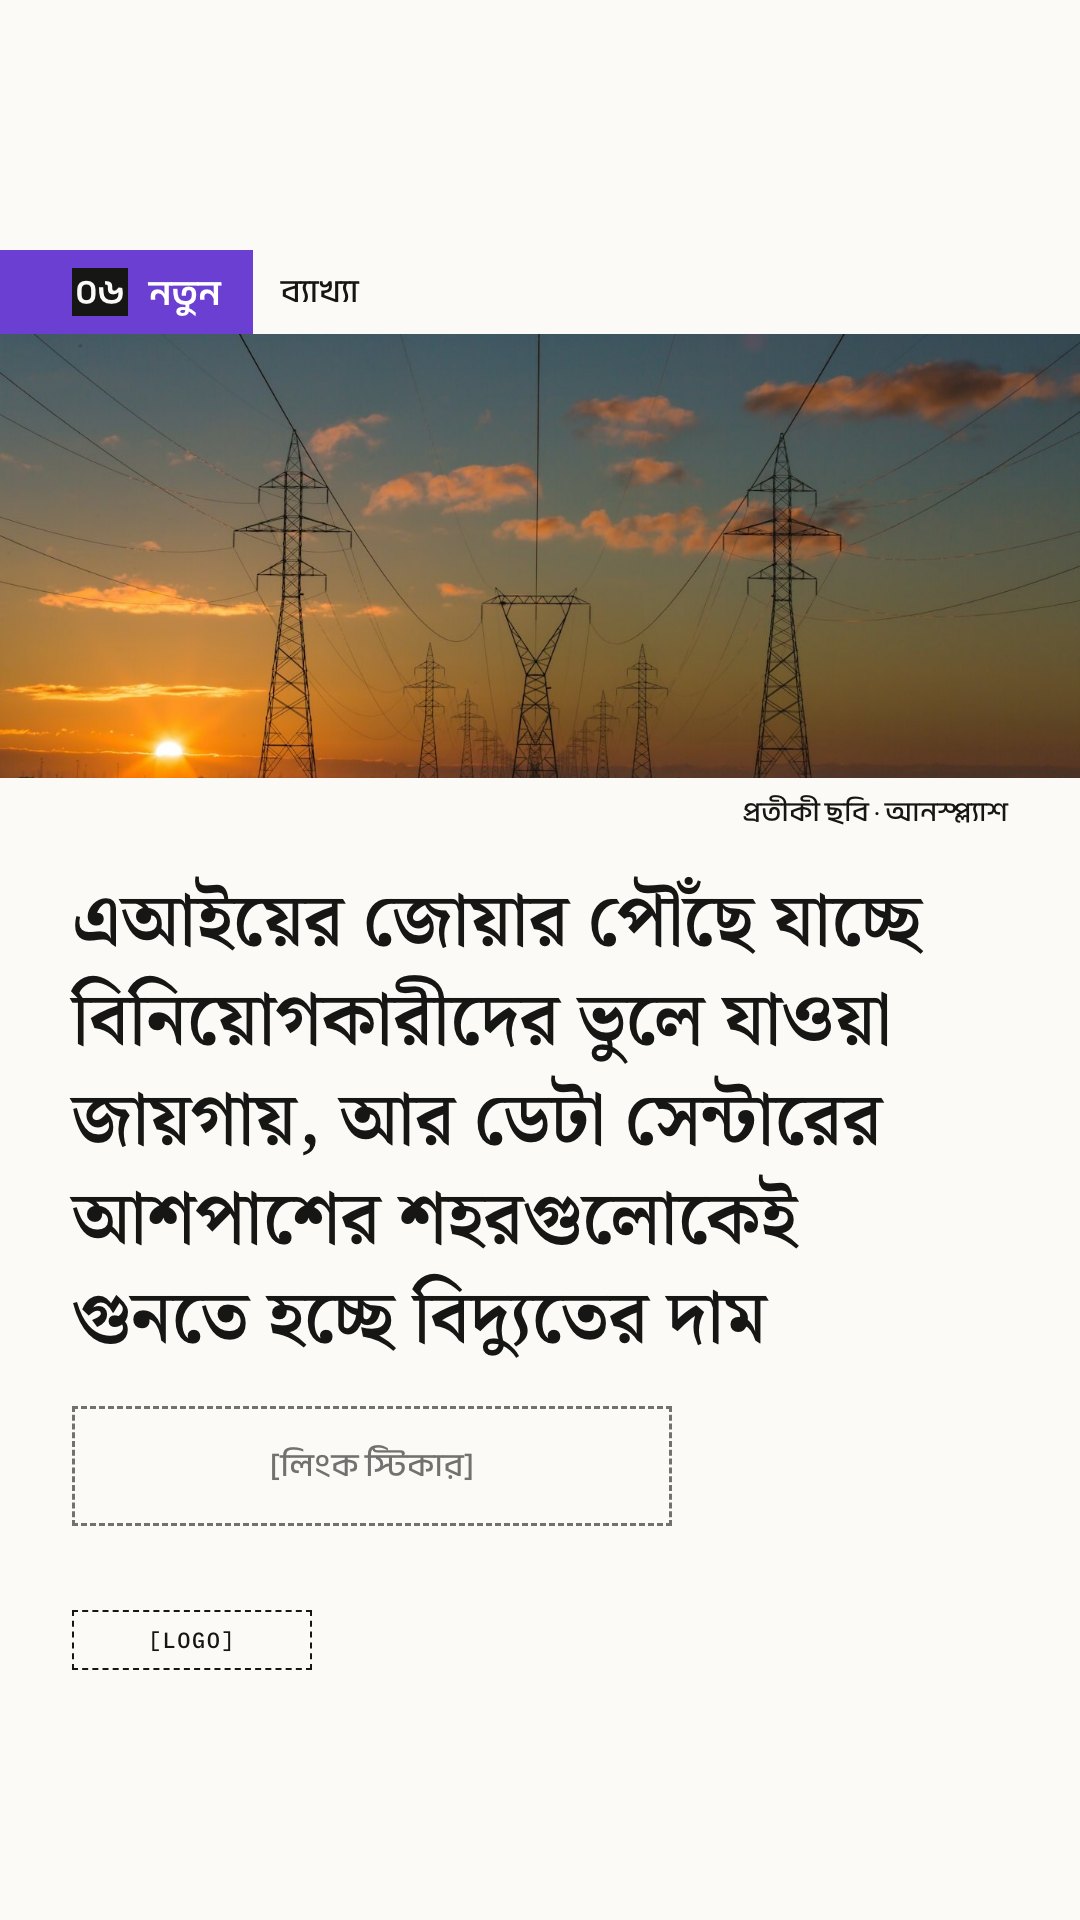 ০৬ নতুন ব্যাখ্যা
প্রতীকী ছবি · আনস্প্ল্যাশ
এআইয়ের জোয়ার পৌঁছে যাচ্ছে
বিনিয়োগকারীদের ভুলে যাওয়া
জায়গায়, আর ডেটা সেন্টারের
আশপাশের শহরগুলোকেই
গুনতে হচ্ছে বিদ্যুতের দাম
[লিংক স্টিকার]
[LOGO]